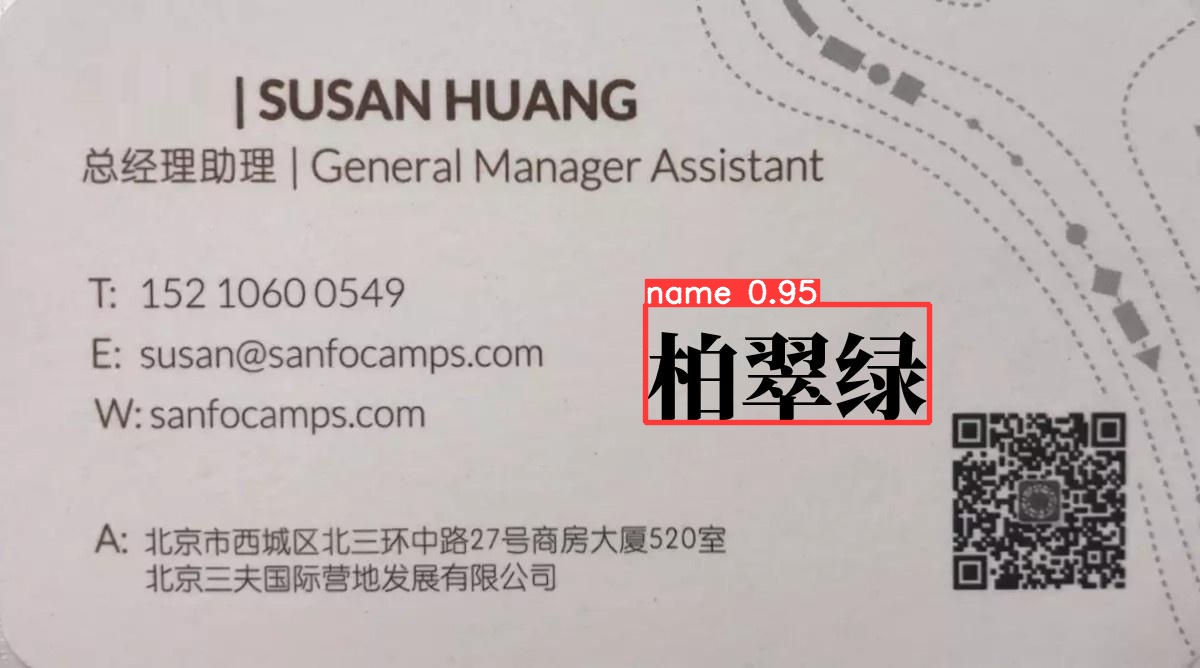 | SUSAN HUANG
总经理助理 | General Manager Assistant
T: 152 1060 0549
name 0.95
E: susan@sanfocamps.com
柏翠绿
W: sanfocamps.com
A: 北京市西城区北三环中路27号商房大厦520室
北京三夫国际营地发展有限公司